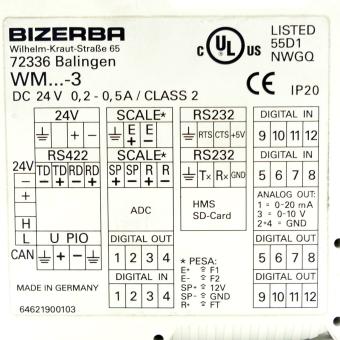 BIZERBA
Wilhelm-Kraut-Straße 65
72336 Balingen
WM...-3
DC 24V 0,2-0,5A / CLASS 2
C UL US
LISTED
55D1
NWGQ
CE IP20
24V
+ -
SCALE*
E E
+ -
RS232
RTS CTS +5V
DIGITAL IN
9 10 11 12
RS422
TD TD RD RD
+ - + -
SCALE*
SP SP R R
+ - + -
RS232
Tx Rx GND
DIGITAL IN
5 6 7 8
24V
+
-
H
L
CAN
ADC
HMS
SD-Card
ANALOG OUT:
1 = 0-20 mA
3 = 0-10 V
2+4 = GND
U PIO
+ -
DIGITAL OUT
1 2 3 4
DIGITAL IN
1 2 3 4
* PESA:
E+ ≙ F1
E- ≙ F2
SP+ ≙ 12V
SP- ≙ GND
R+ ≙ FT
DIGITAL OUT
5 6 7 8
DIGITAL OUT
9 10 11 12
MADE IN GERMANY
64621900103